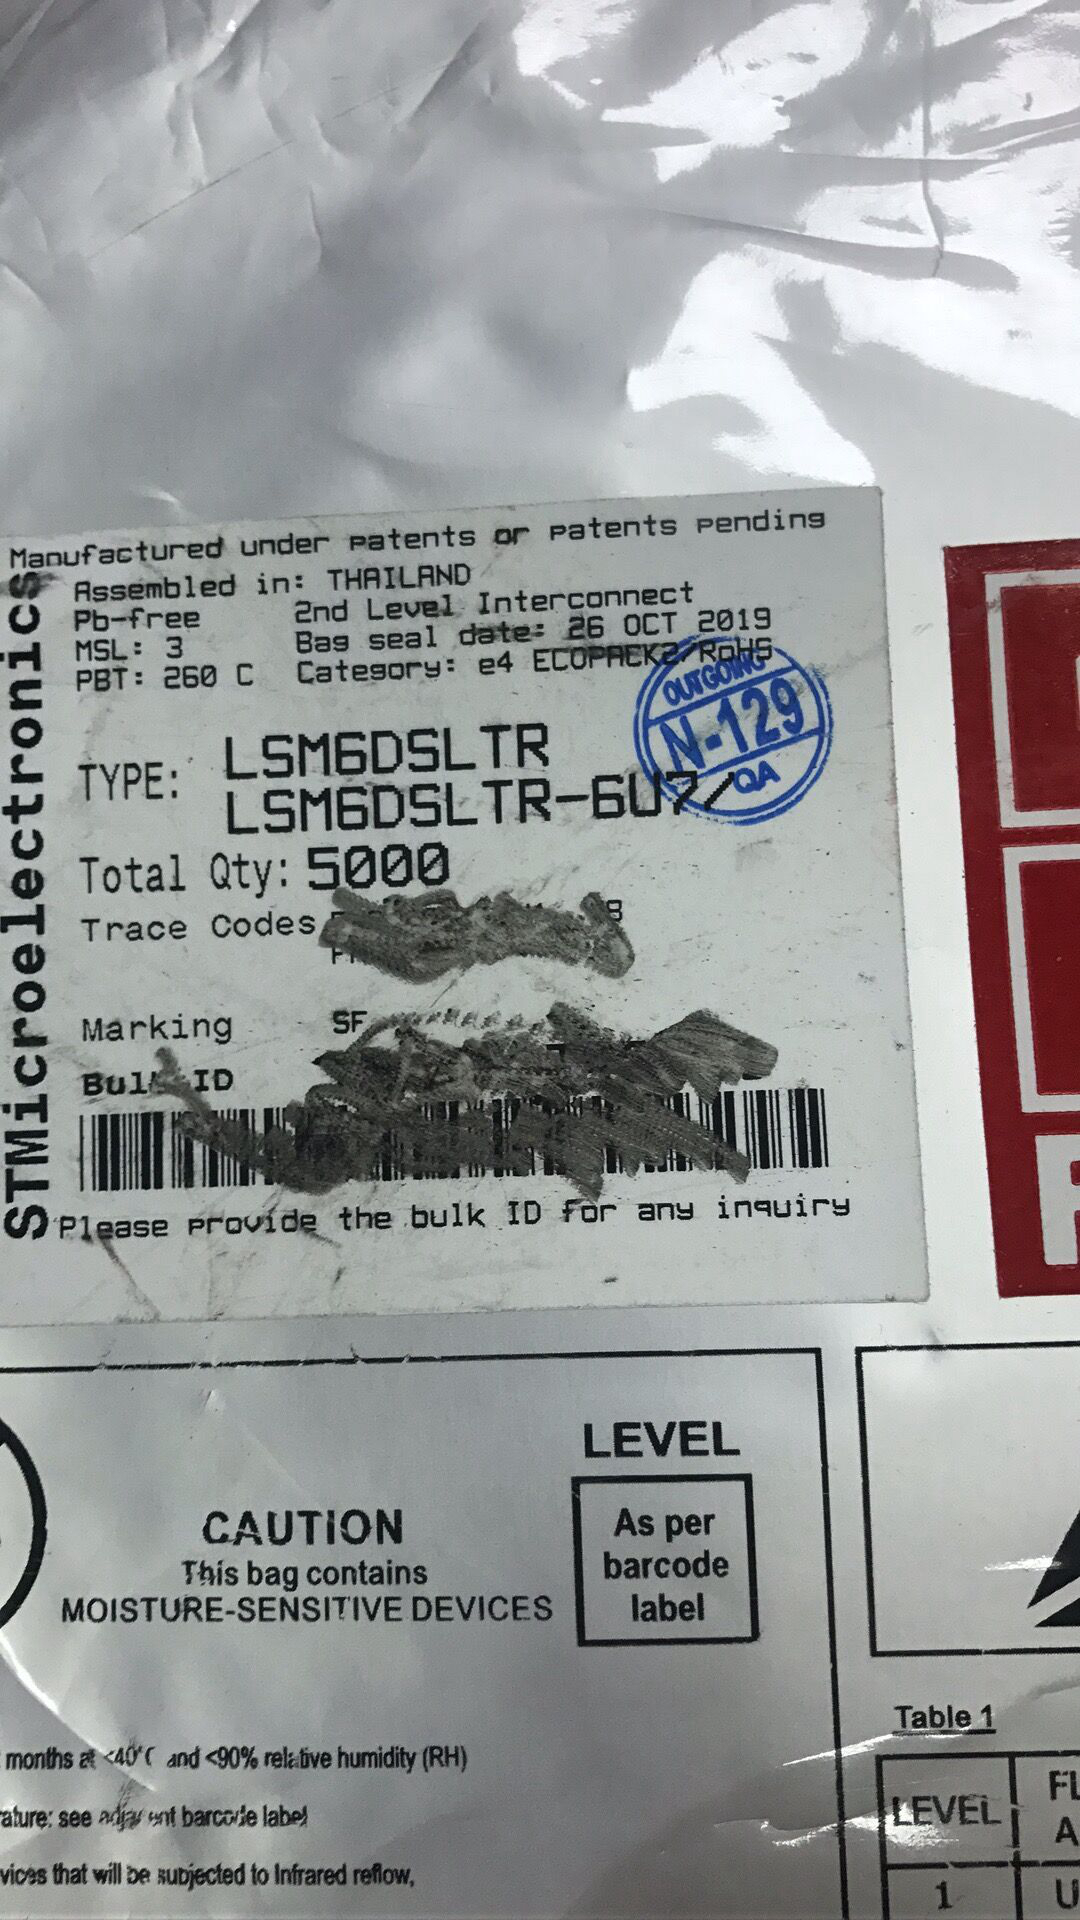 STMicroelectronics
Manufactured under patents or patents pending
Assembled in: THAILAND
Pb-free 2nd Level Interconnect
MSL: 3 Bag seal date: 26 OCT 2019
PBT: 260 C Category: e4 ECOPACK2/RoHS
OUTGOING
N-129
QA
TYPE: LSM6DSLTR
LSM6DSLTR-6U7/
Total Qty: 5000
Trace Codes
Marking SF
Bulk ID
Please provide the bulk ID for any inquiry
LEVEL
As per
barcode
label
CAUTION
This bag contains
MOISTURE-SENSITIVE DEVICES
months at <40°C and <90% relative humidity (RH)
see adjacent barcode label
that will be subjected to Infrared reflow,
Table 1
LEVEL
1